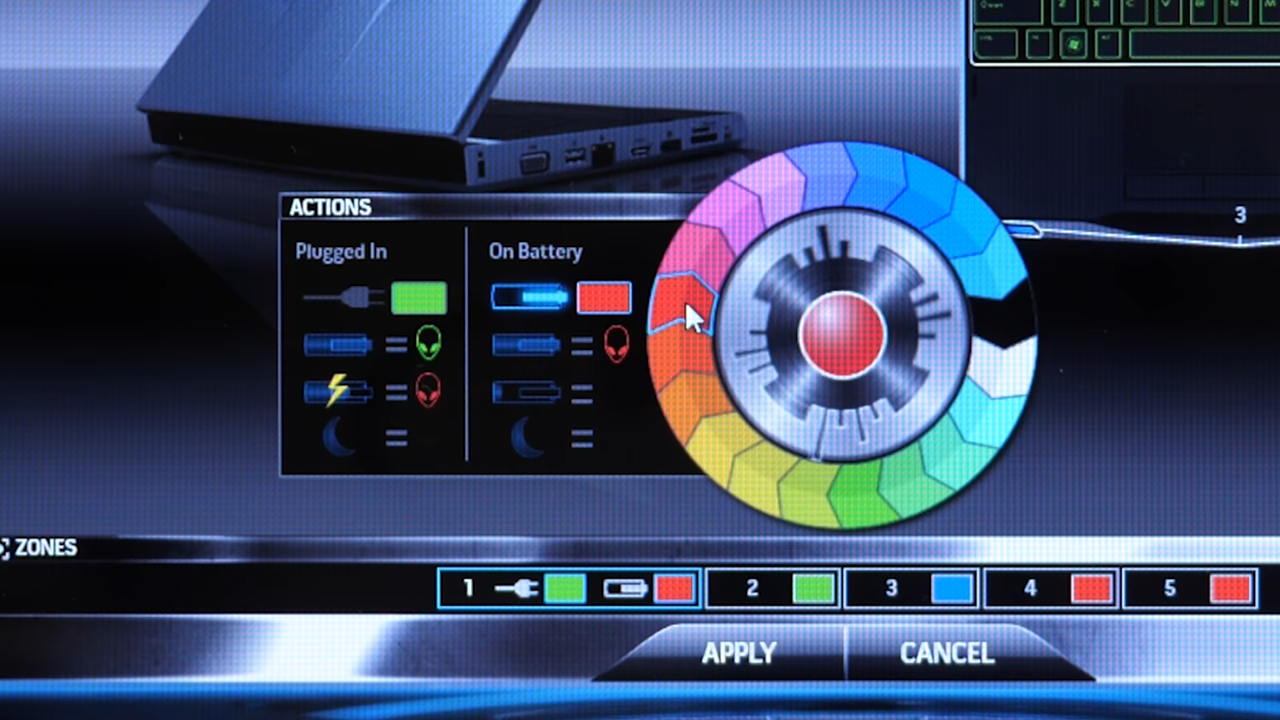 Z X C V B N M
3
ACTIONS
Plugged In
On Battery
ZONES
1
2
3
4
5
APPLY
CANCEL